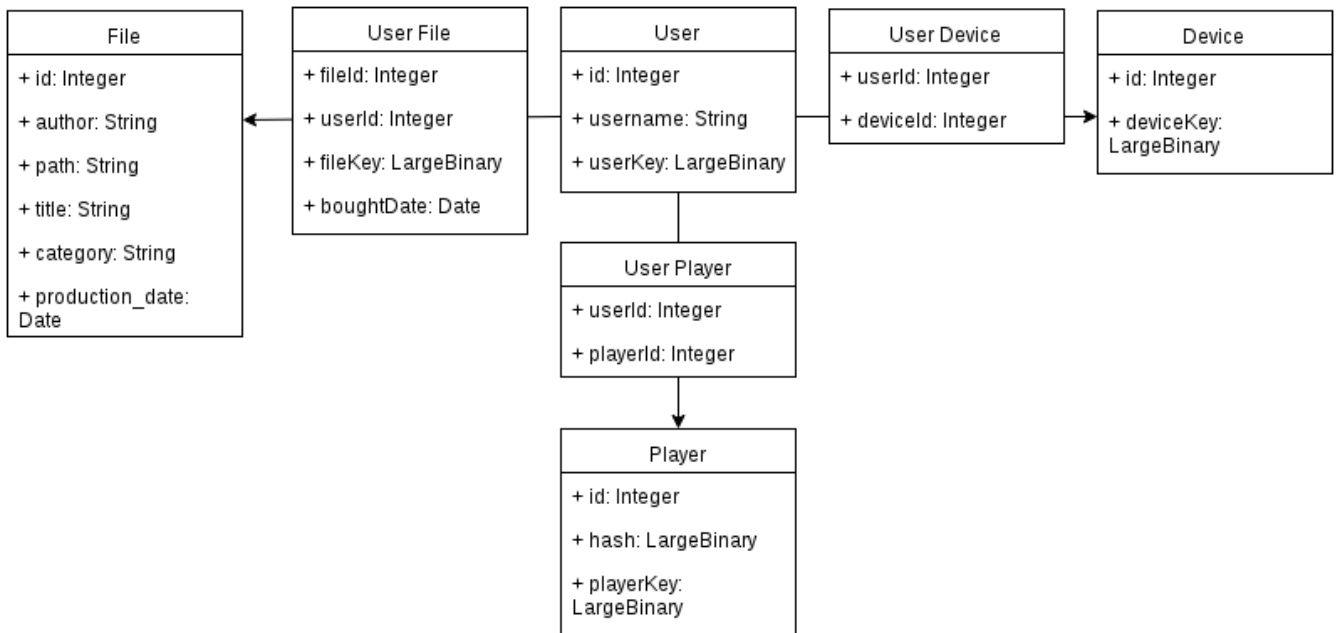 File
+ id: Integer
+ author: String
+ path: String
+ title: String
+ category: String
+ production_date:
Date
User File
+ fileId: Integer
+ userId: Integer
+ fileKey: LargeBinary
+ boughtDate: Date
User
+ id: Integer
+ username: String
+ userKey: LargeBinary
User Device
+ userId: Integer
+ deviceId: Integer
Device
+ id: Integer
+ deviceKey:
LargeBinary
User Player
+ userId: Integer
+ playerId: Integer
Player
+ id: Integer
+ hash: LargeBinary
+ playerKey:
LargeBinary